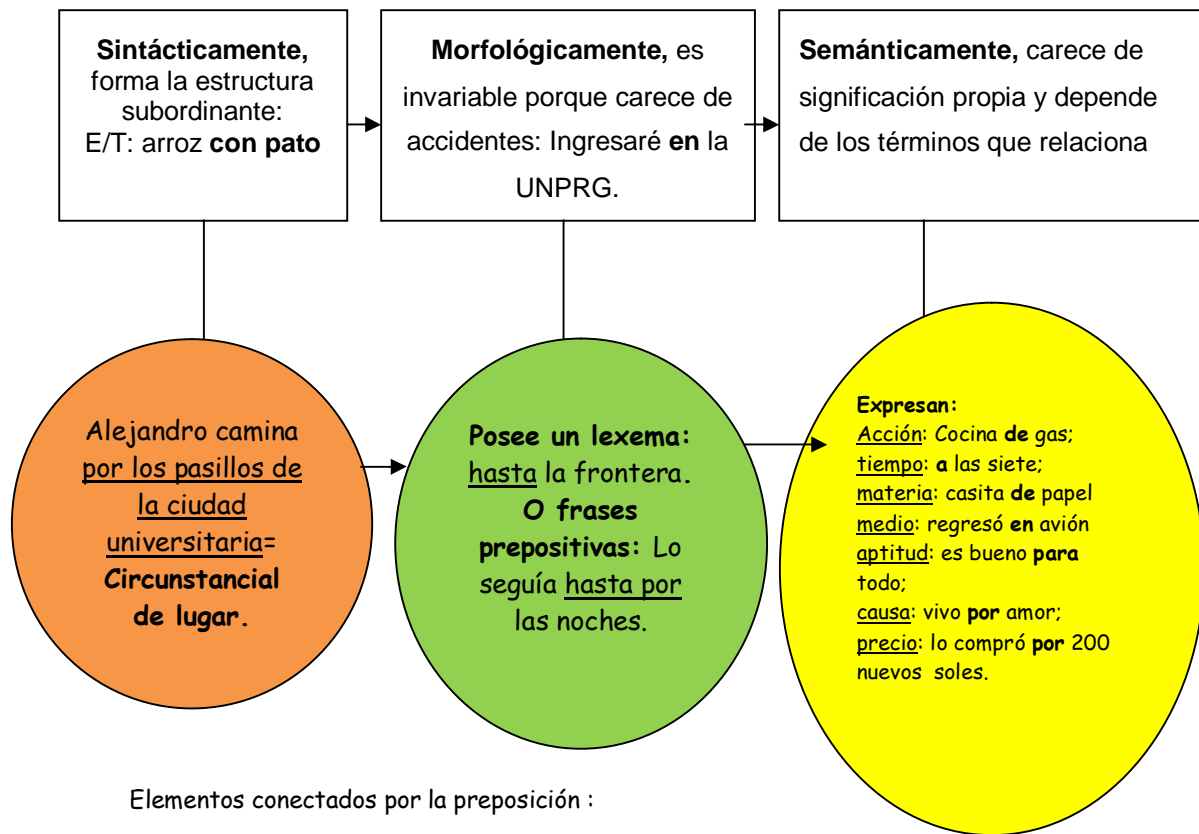 Sintácticamente,
forma la estructura
subordinante:
E/T: arroz con pato
Morfológicamente, es
invariable porque carece de
accidentes: Ingresaré en la
UNPRG.
Semánticamente, carece de
significación propia y depende
de los términos que relaciona
Alejandro camina
por los pasillos de
la ciudad
universitaria=
Circunstancial
de lugar.
Posee un lexema:
hasta la frontera.
O frases
prepositivas: Lo
seguía hasta por
las noches.
Expresan:
Acción: Cocina de gas;
tiempo: a las siete;
materia: casita de papel
medio: regresó en avión
aptitud: es bueno para
todo;
causa: vivo por amor;
precio: lo compró por 200
nuevos soles.
Elementos conectados por la preposición :